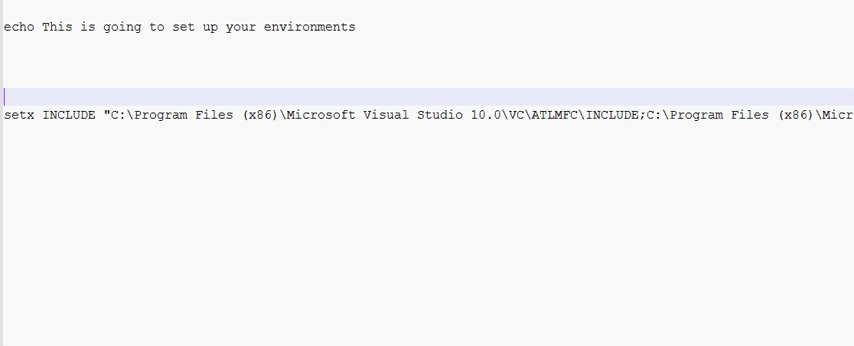 echo This is going to set up your environments
setx INCLUDE "C:\Program Files (x86)\Microsoft Visual Studio 10.0\VC\ATLMFC\INCLUDE;C:\Program Files (x86)\Micr